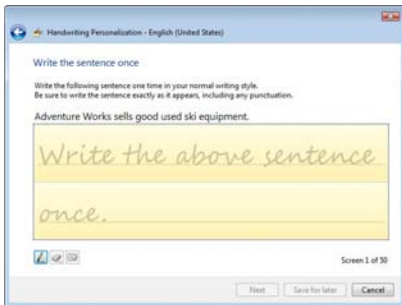 Handwriting Personalization - English (United States)
Write the sentence once
Write the following sentence one time in your normal writing style.
Be sure to write the sentence exactly as it appears, including any punctuation.
Adventure Works sells good used ski equipment.
Write the above sentence
once.
Screen 1 of 50
Next Save for later Cancel